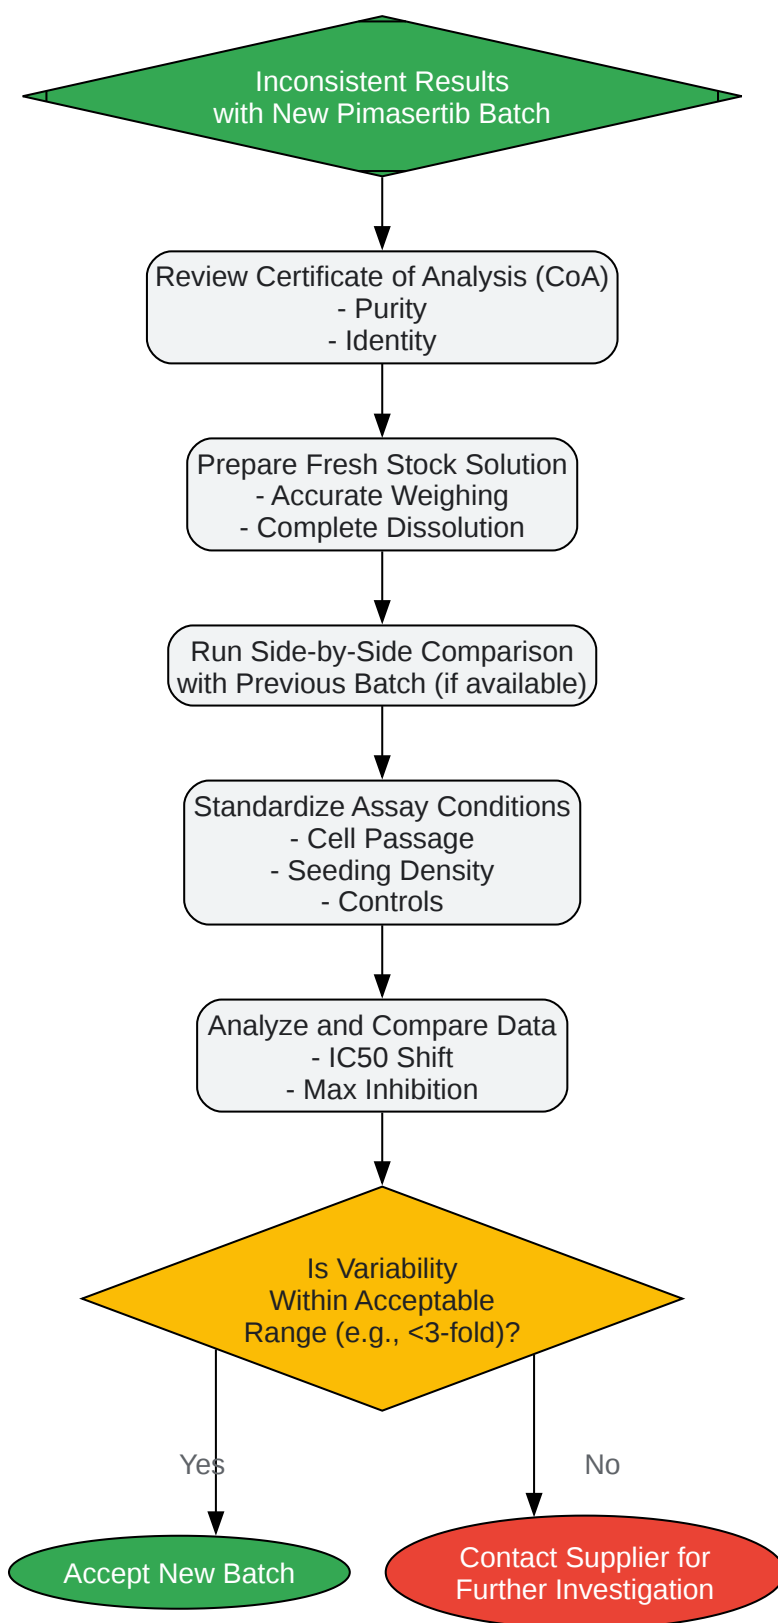 Inconsistent Results
with New Pimasertib Batch
Review Certificate of Analysis (CoA)
- Purity
- Identity
Prepare Fresh Stock Solution
- Accurate Weighing
- Complete Dissolution
Run Side-by-Side Comparison
with Previous Batch (if available)
Standardize Assay Conditions
- Cell Passage
- Seeding Density
- Controls
Analyze and Compare Data
- IC50 Shift
- Max Inhibition
Is Variability
Within Acceptable
Range (e.g., <3-fold)?
Yes
No
Accept New Batch
Contact Supplier for
Further Investigation